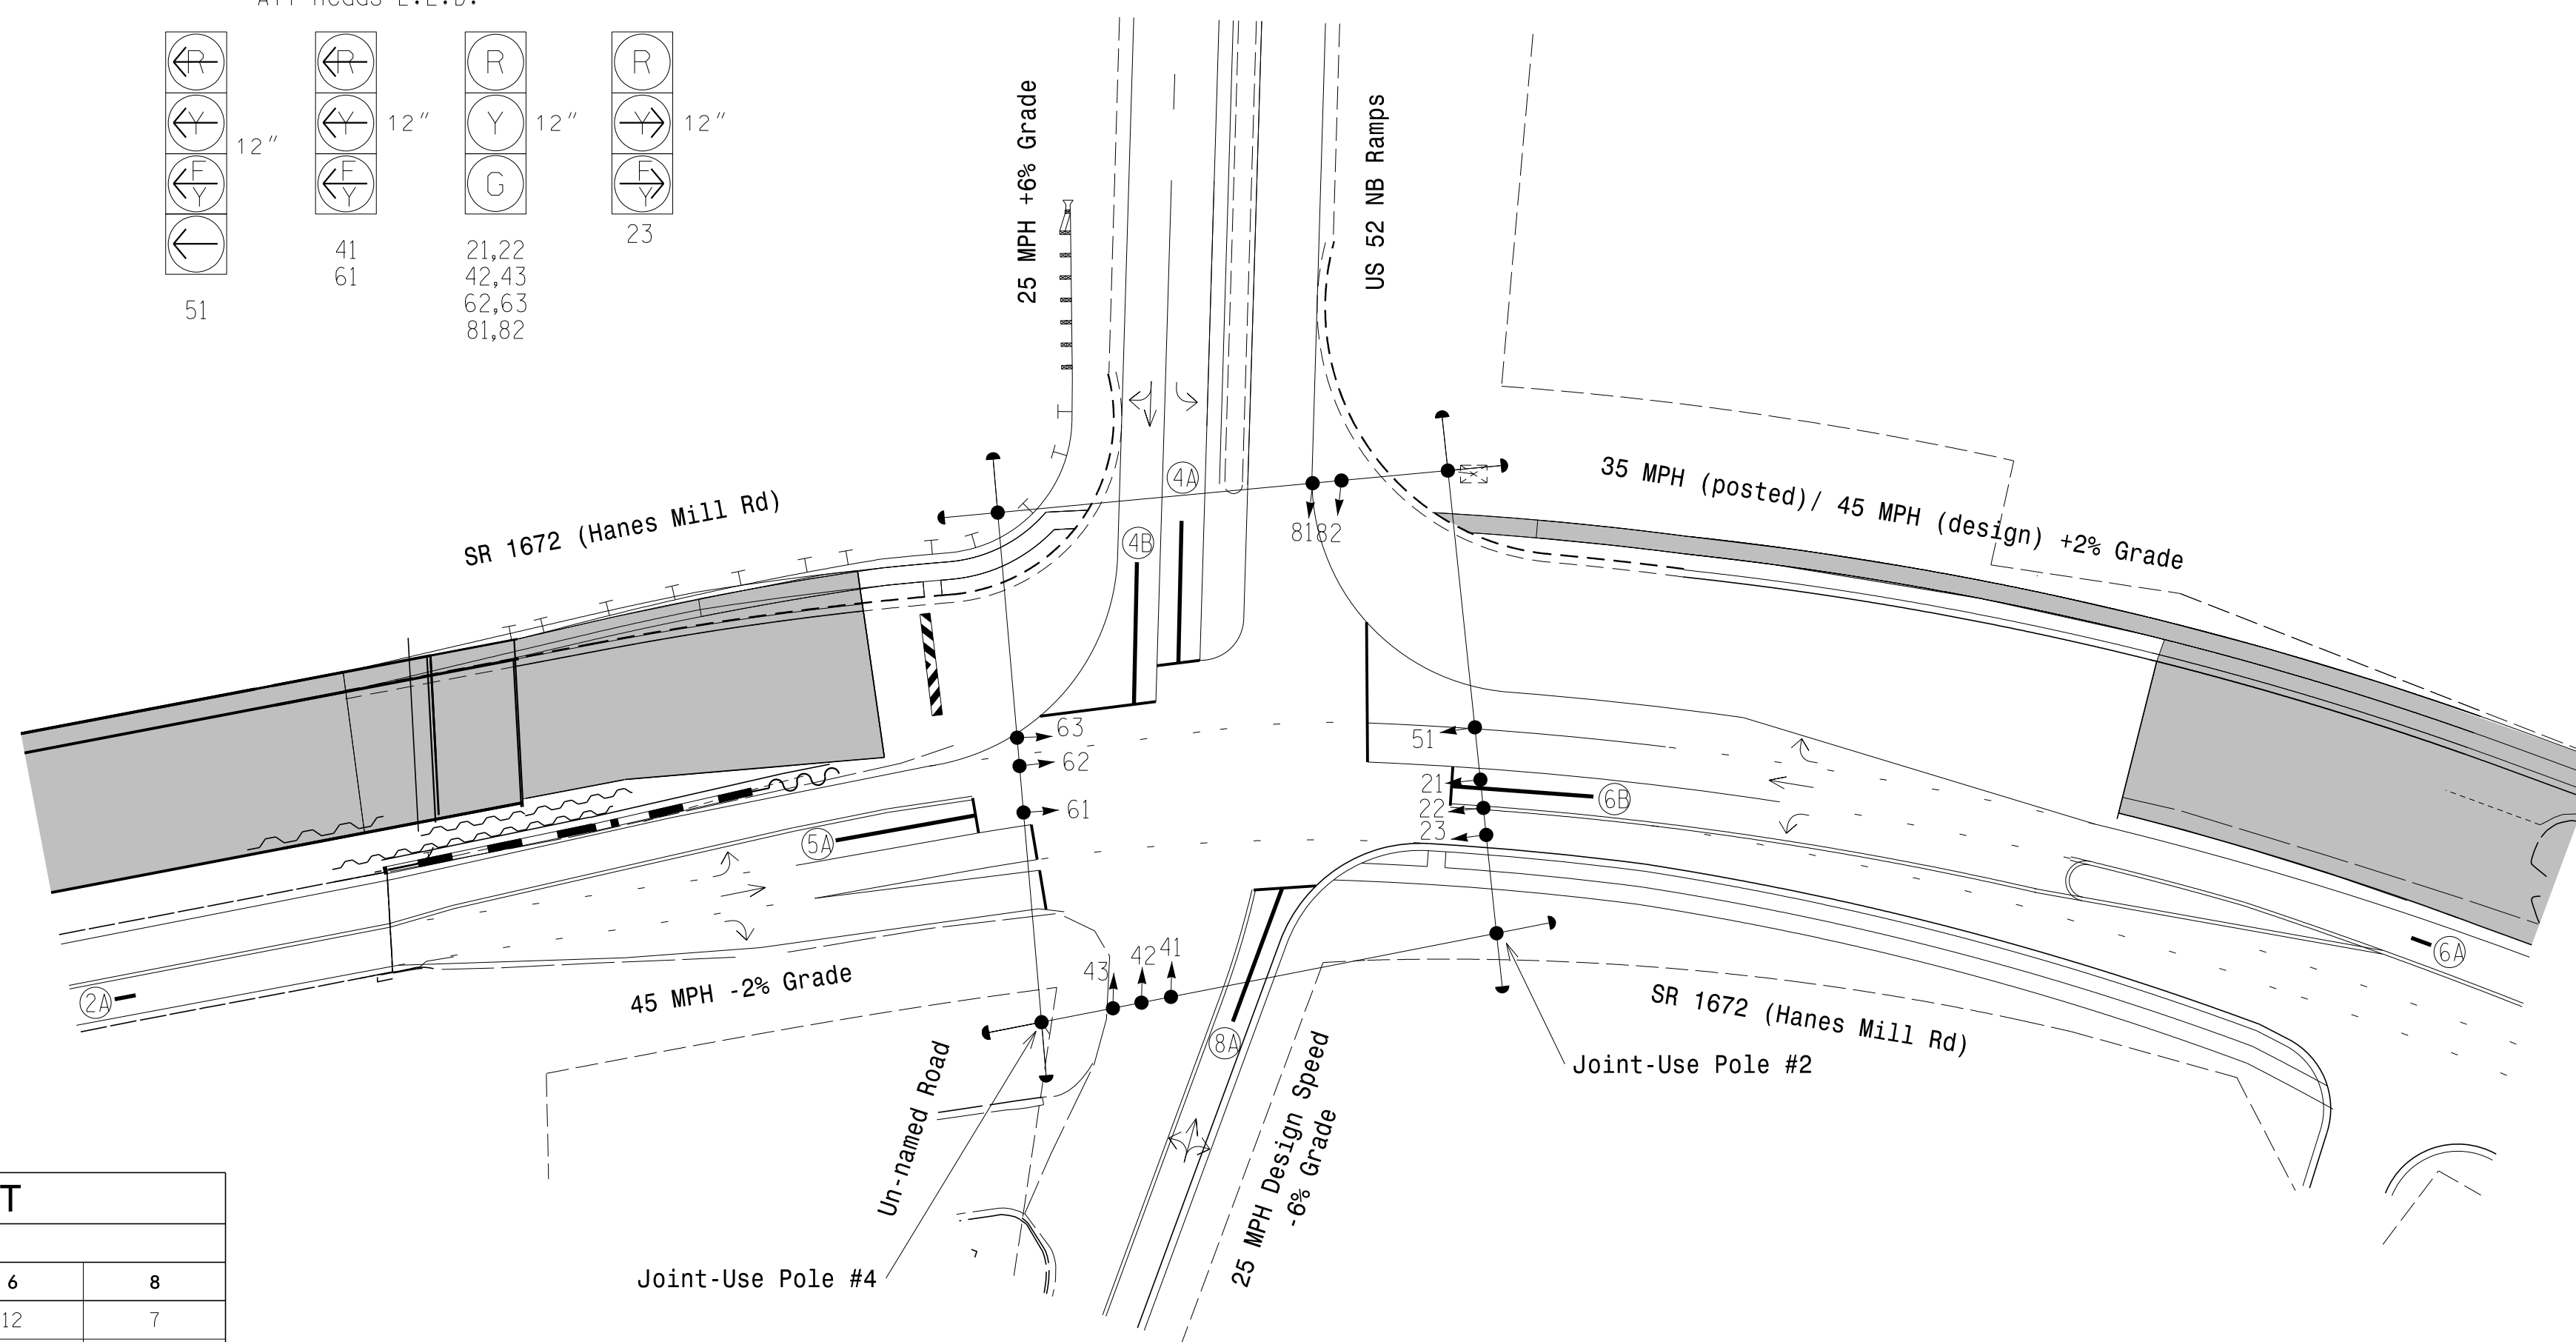 All Heads L.E.D.
R R R R
Y 12" Y 12" Y 12" Y 12"
F Y F Y G F Y
51
41
61
21,22
42,43
62,63
81,82
23
25 MPH +6% Grade
US 52 NB Ramps
SR 1672 (Hanes Mill Rd)
35 MPH (posted)/ 45 MPH (design) +2% Grade
4A
4B
81 82
63
62
61
51
21
22
23
6B
5A
2A
6A
45 MPH -2% Grade
43 42 41
8A
SR 1672 (Hanes Mill Rd)
Joint-Use Pole #2
Un-named Road
25 MPH Design Speed
-6% Grade
Joint-Use Pole #4
T
6 8
12 7